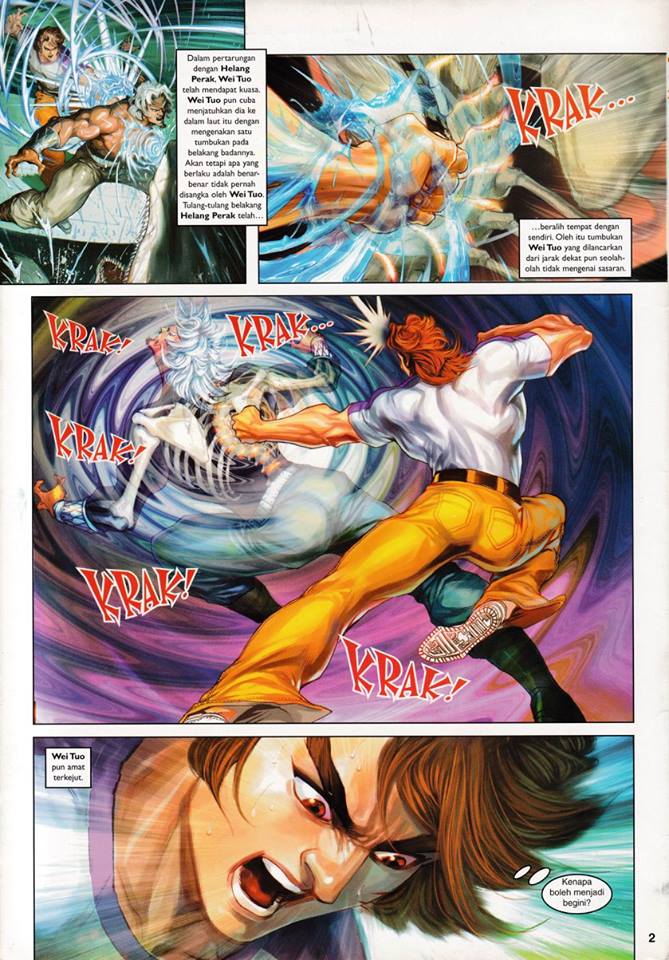 Dalam pertarungan
dengan Helang
Perak, Wei Tuo
telah mendapat kuasa.
Wei Tuo pun cuba
menjatuhkan dia ke
dalam laut itu dengan
mengenakan satu
tumbukan pada
belakang badannya.
Akan tetapi apa yang
berlaku adalah benar-
benar tidak pernah
disangka oleh Wei Tuo.
Tulang-tulang belakang
Helang Perak telah...
KRAK...
...beralih tempat dengan
sendiri. Oleh itu tumbukan
Wei Tuo yang dilancarkan
dari jarak dekat pun seolah-
olah tidak mengenai sasaran.
KRAK!
KRAK...
KRAK!
KRAK!
KRAK!
Wei Tuo
pun amat
terkejut.
Kenapa
boleh menjadi
begini?
2